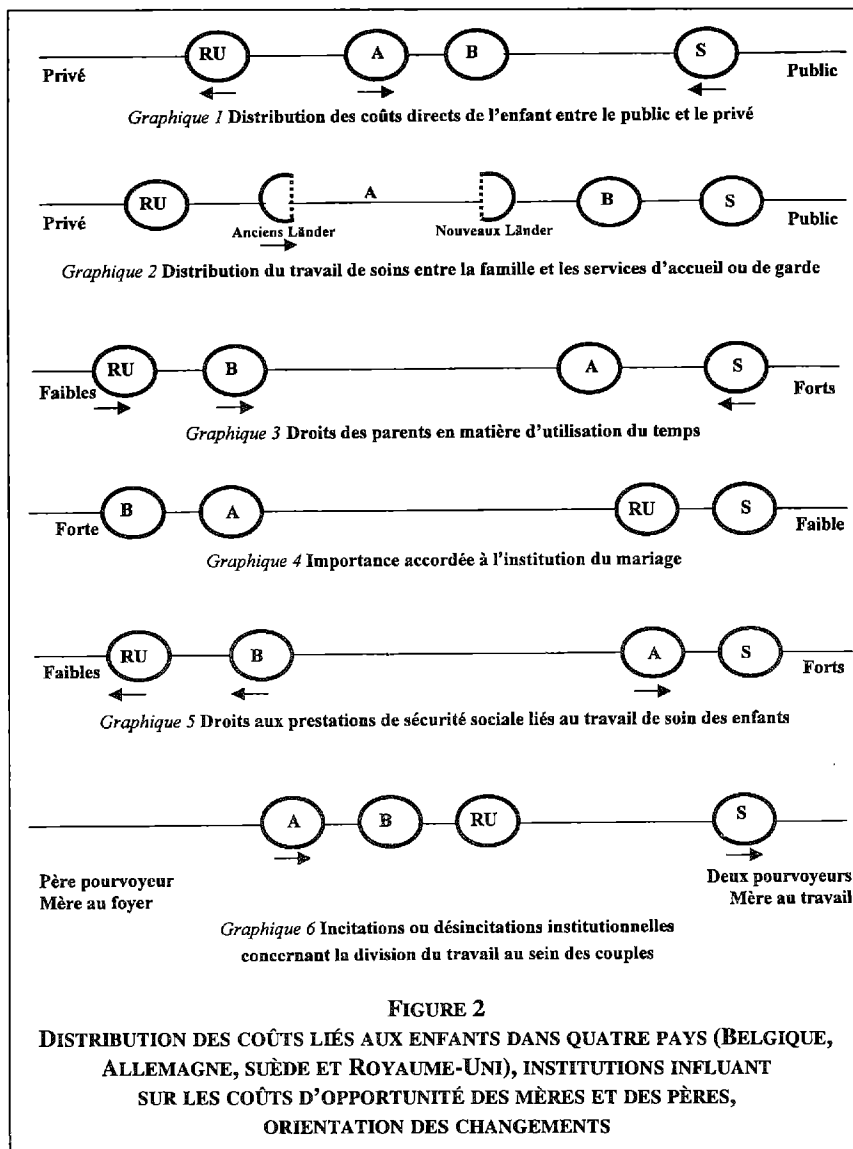 RU A B S
Privé Public
Graphique 1 Distribution des coûts directs de l'enfant entre le public et le privé
RU A B S
Privé Anciens Länder Nouveaux Länder Public
Graphique 2 Distribution du travail de soins entre la famille et les services d'accueil ou de garde
RU B A S
Faibles Forts
Graphique 3 Droits des parents en matière d'utilisation du temps
B A RU S
Forte Faible
Graphique 4 Importance accordée à l'institution du mariage
RU B A S
Faibles Forts
Graphique 5 Droits aux prestations de sécurité sociale liés au travail de soin des enfants
A B RU S
Père pourvoyeur Deux pourvoyeurs
Mère au foyer Mère au travail
Graphique 6 Incitations ou désincitations institutionnelles
concernant la division du travail au sein des couples
FIGURE 2
DISTRIBUTION DES COÛTS LIÉS AUX ENFANTS DANS QUATRE PAYS (BELGIQUE,
ALLEMAGNE, SUÈDE ET ROYAUME-UNI), INSTITUTIONS INFLUANT
SUR LES COÛTS D'OPPORTUNITÉ DES MÈRES ET DES PÈRES,
ORIENTATION DES CHANGEMENTS